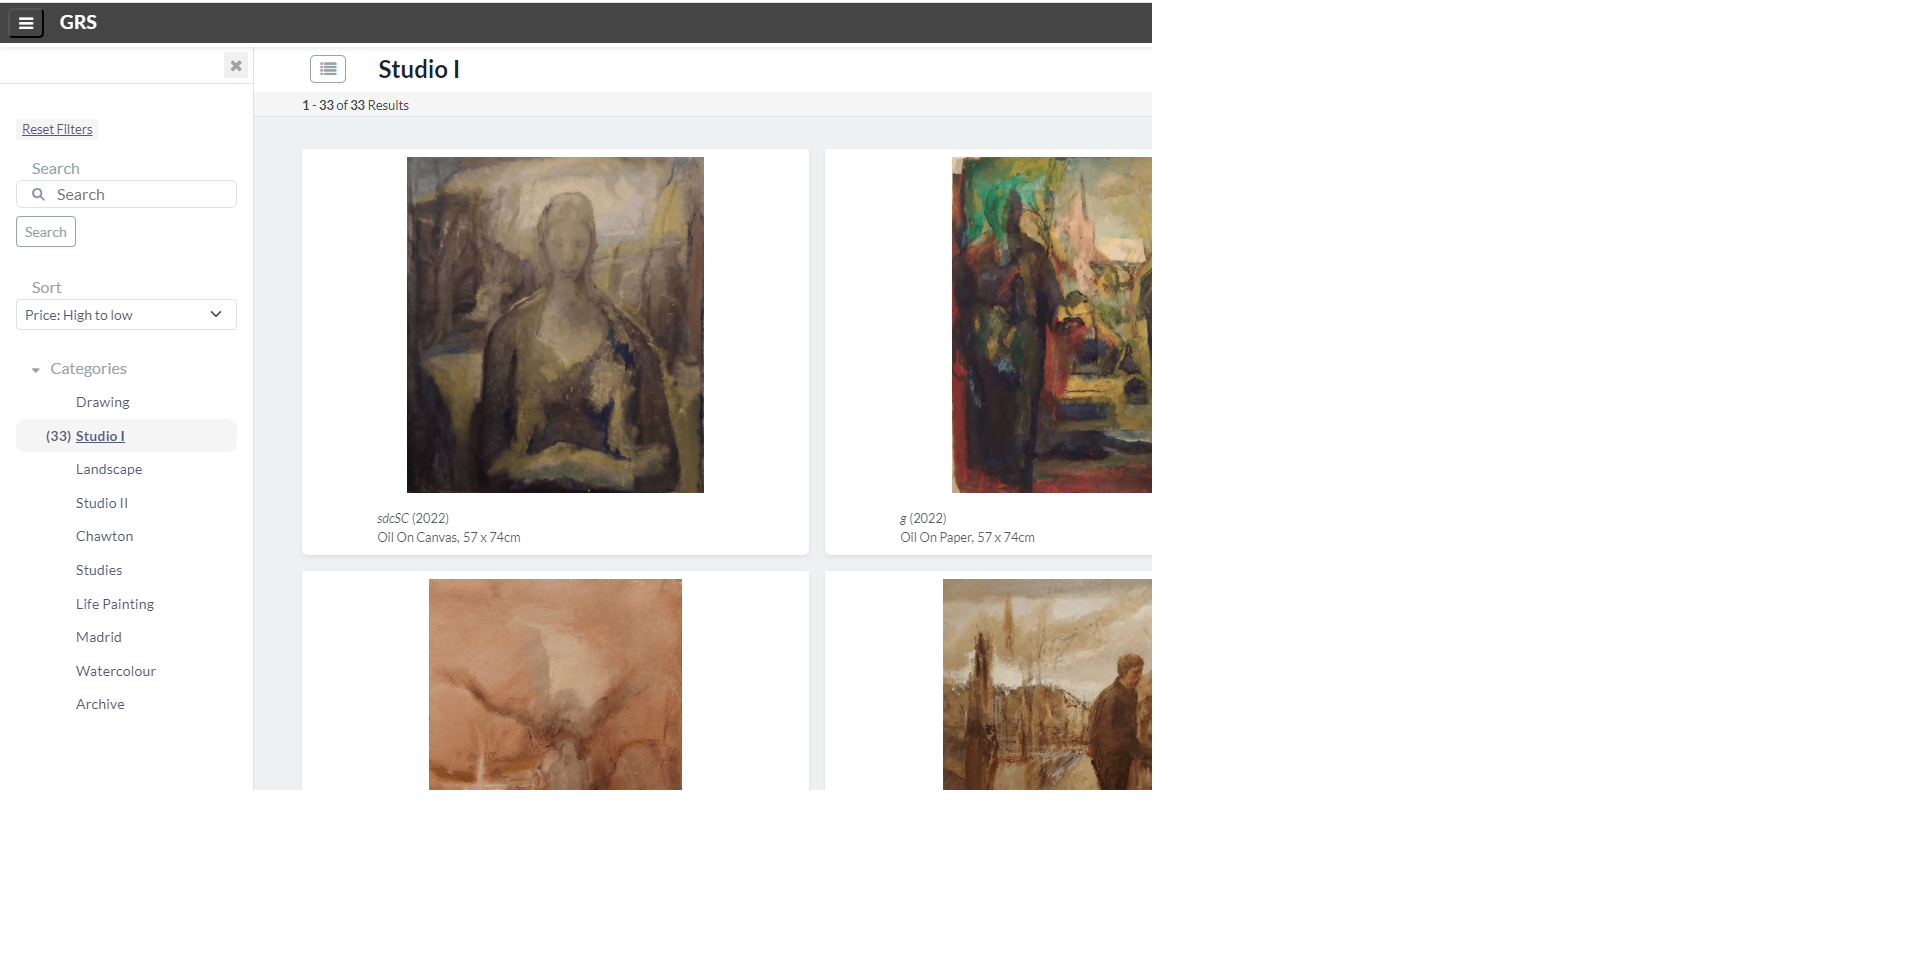 GRS
Studio I
1 - 33 of 33 Results
Reset Filters
Search
Search
Search
Sort
Price: High to low
Categories
Drawing
(33) Studio I
Landscape
Studio II
Chawton
Studies
Life Painting
Madrid
Watercolour
Archive
sdcSC (2022)
Oil On Canvas, 57 x 74cm
g (2022)
Oil On Paper, 57 x 74cm